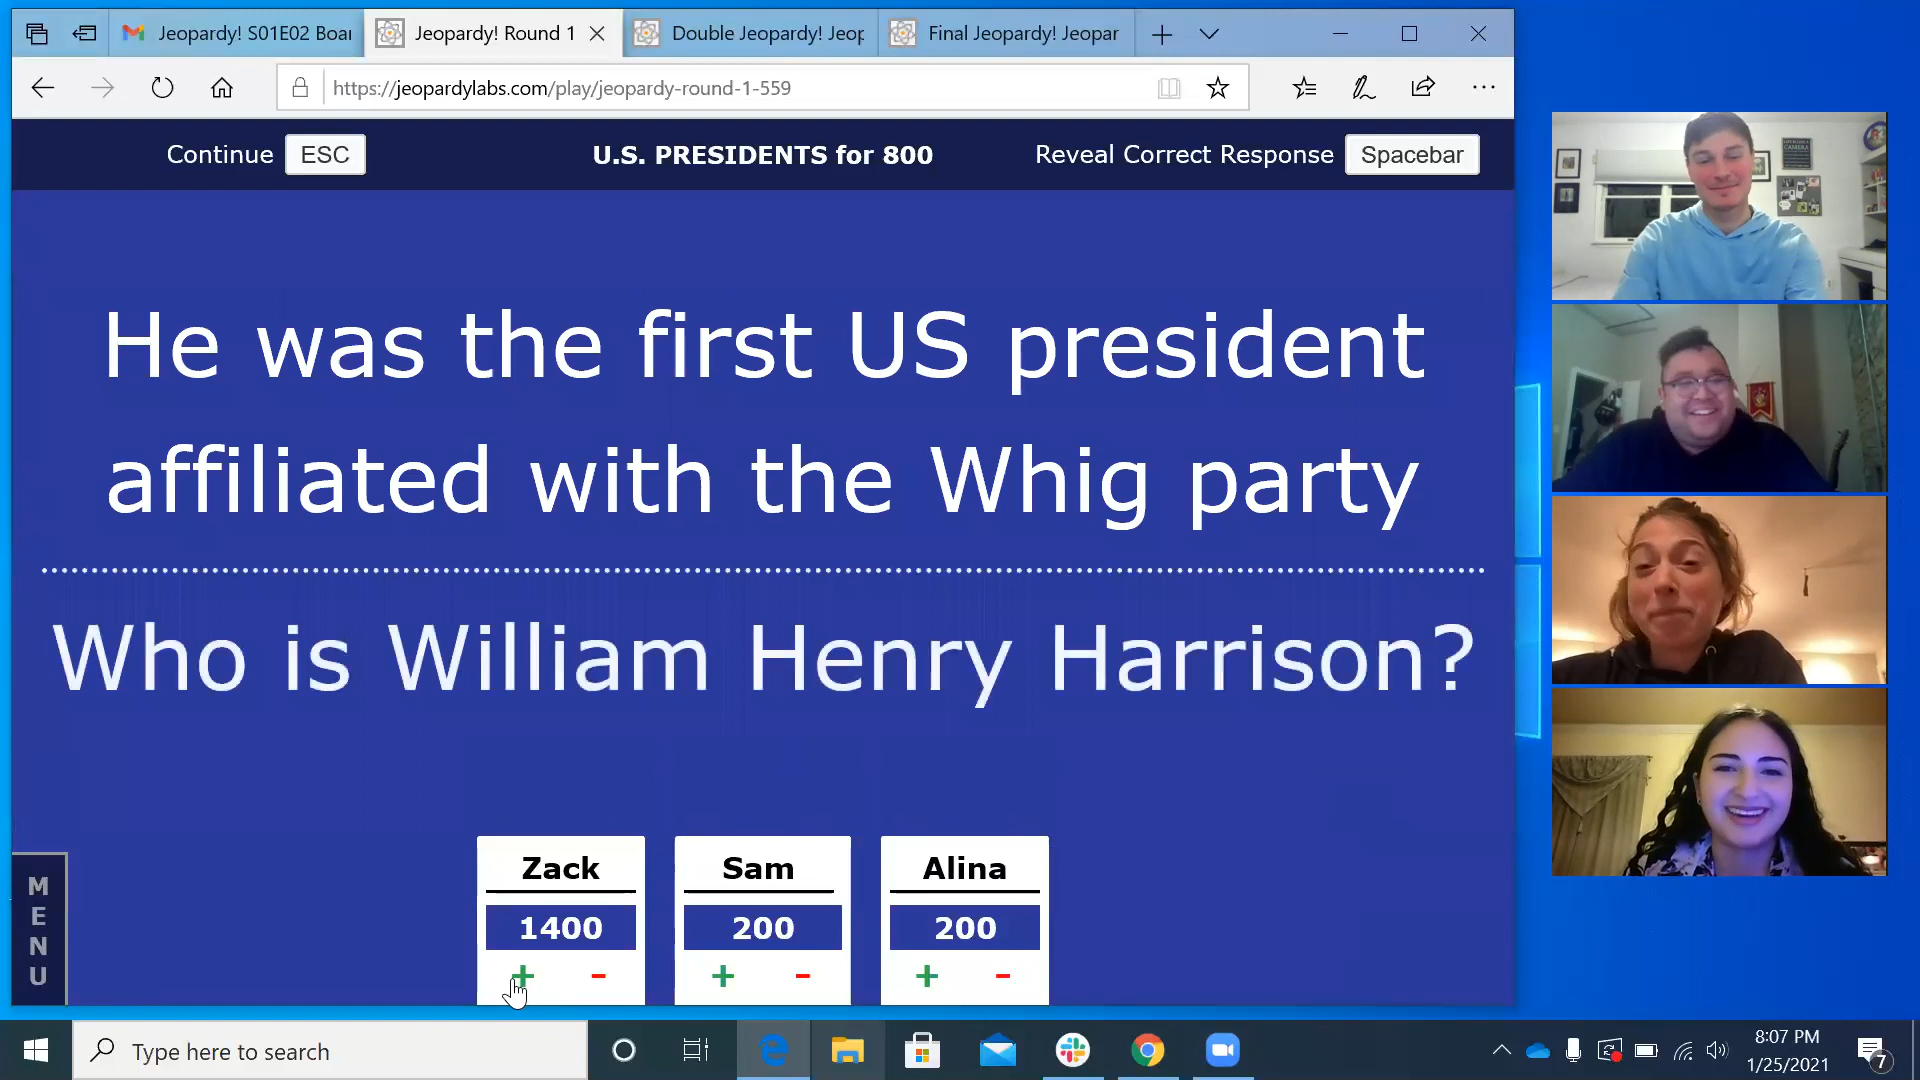 Jeopardy! S01E02 Boar
Jeopardy! Round 1
Double Jeopardy! Jeop
Final Jeopardy! Jeopar
https://jeopardylabs.com/play/jeopardy-round-1-559
Continue ESC
U.S. PRESIDENTS for 800
Reveal Correct Response Spacebar
He was the first US president
affiliated with the Whig party
Who is William Henry Harrison?
MENU
Zack
1400
+ -
Sam
200
+ -
Alina
200
+ -
Type here to search
8:07 PM
1/25/2021
7